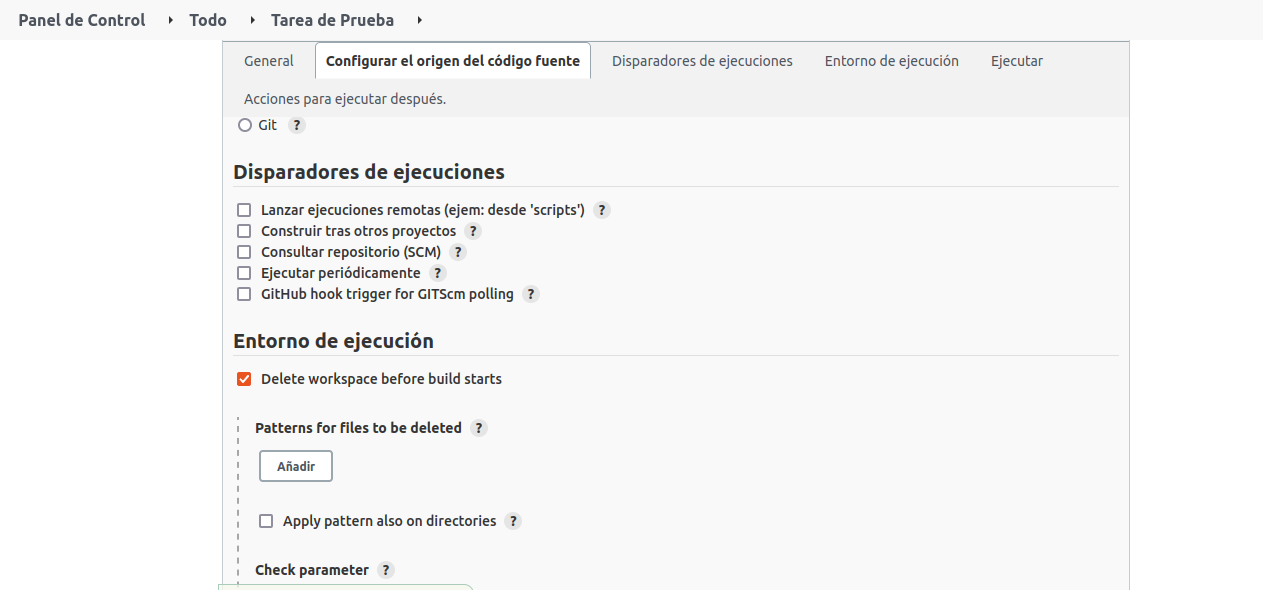 Panel de Control Todo Tarea de Prueba
General Configurar el origen del código fuente Disparadores de ejecuciones Entorno de ejecución Ejecutar
Acciones para ejecutar después.
Git ?
Disparadores de ejecuciones
Lanzar ejecuciones remotas (ejem: desde 'scripts') ?
Construir tras otros proyectos ?
Consultar repositorio (SCM) ?
Ejecutar periódicamente ?
GitHub hook trigger for GITScm polling ?
Entorno de ejecución
Delete workspace before build starts
Patterns for files to be deleted ?
Añadir
Apply pattern also on directories ?
Check parameter ?